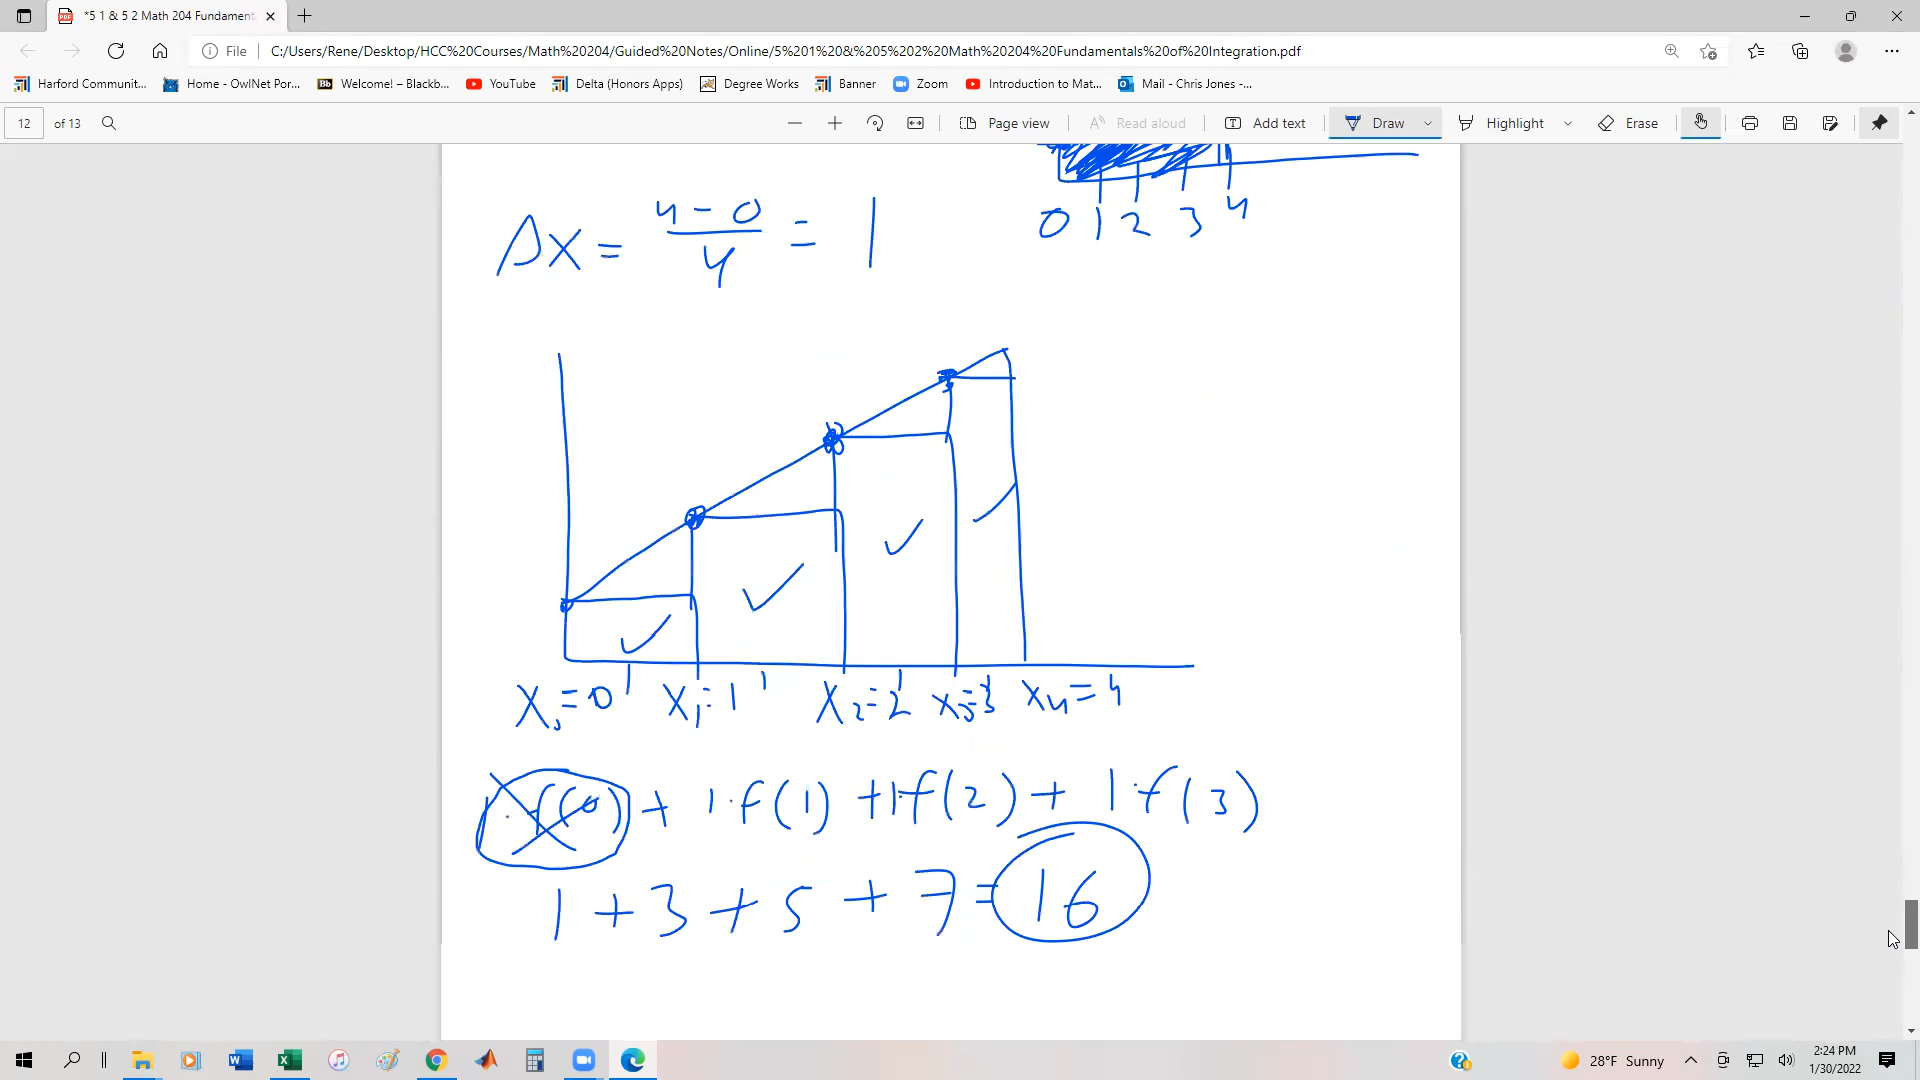 *5 1 & 5 2 Math 204 Fundament
File C:/Users/Rene/Desktop/HCC%20Courses/Math%20204/Guided%20Notes/Online/5%201%20&%205%202%20Math%20204%20Fundamentals%20of%20Integration.pdf
Harford Communit... Home - OwlNet Por... Bb Welcome! – Blackb... YouTube Delta (Honors Apps) Degree Works Banner Zoom Introduction to Mat... Mail - Chris Jones -...
12 of 13 Page view Read aloud Add text Draw Highlight Erase
0 1 2 3 4
Δx = 4 - 0 / 4 = 1
x₀ = 0 x₁ = 1 x₂ = 2 x₃ = 3 x₄ = 4
1 · f(0) + 1 · f(1) + 1 · f(2) + 1 · f(3)
1 + 3 + 5 + 7 = 16
28°F Sunny
2:24 PM
1/30/2022